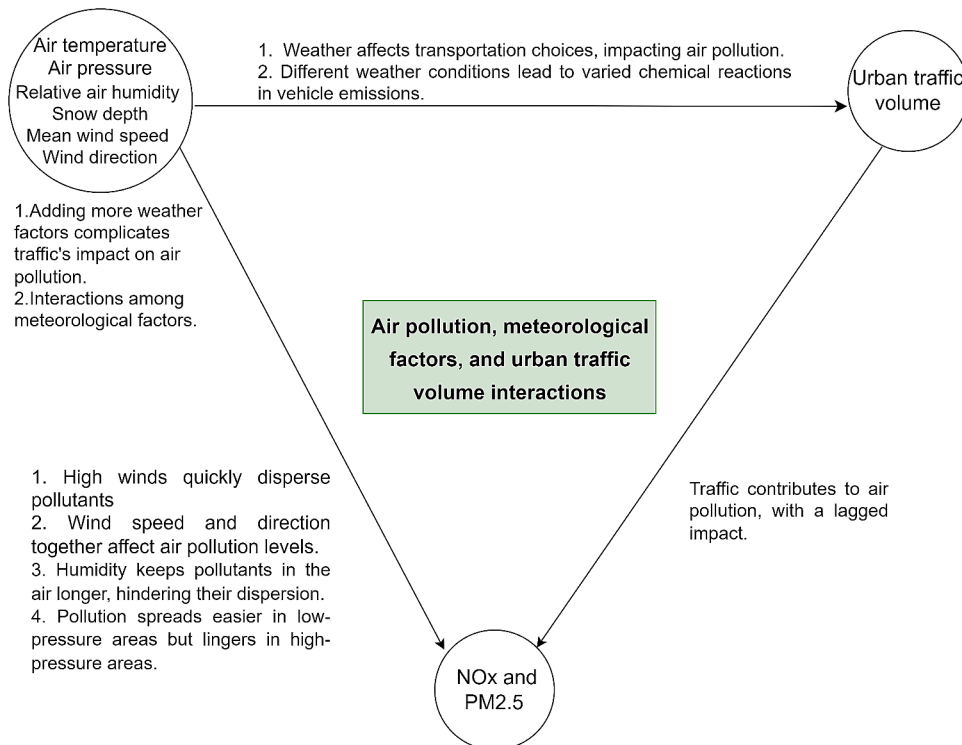 Air temperature
Air pressure
Relative air humidity
Snow depth
Mean wind speed
Wind direction
1. Weather affects transportation choices, impacting air pollution.
2. Different weather conditions lead to varied chemical reactions
in vehicle emissions.
Urban traffic
volume
1.Adding more weather
factors complicates
traffic's impact on air
pollution.
2.Interactions among
meteorological factors.
Air pollution, meteorological
factors, and urban traffic
volume interactions
1. High winds quickly disperse
pollutants
2. Wind speed and direction
together affect air pollution levels.
3. Humidity keeps pollutants in the
air longer, hindering their dispersion.
4. Pollution spreads easier in low-
pressure areas but lingers in high-
pressure areas.
Traffic contributes to air
pollution, with a lagged
impact.
NOx and
PM2.5